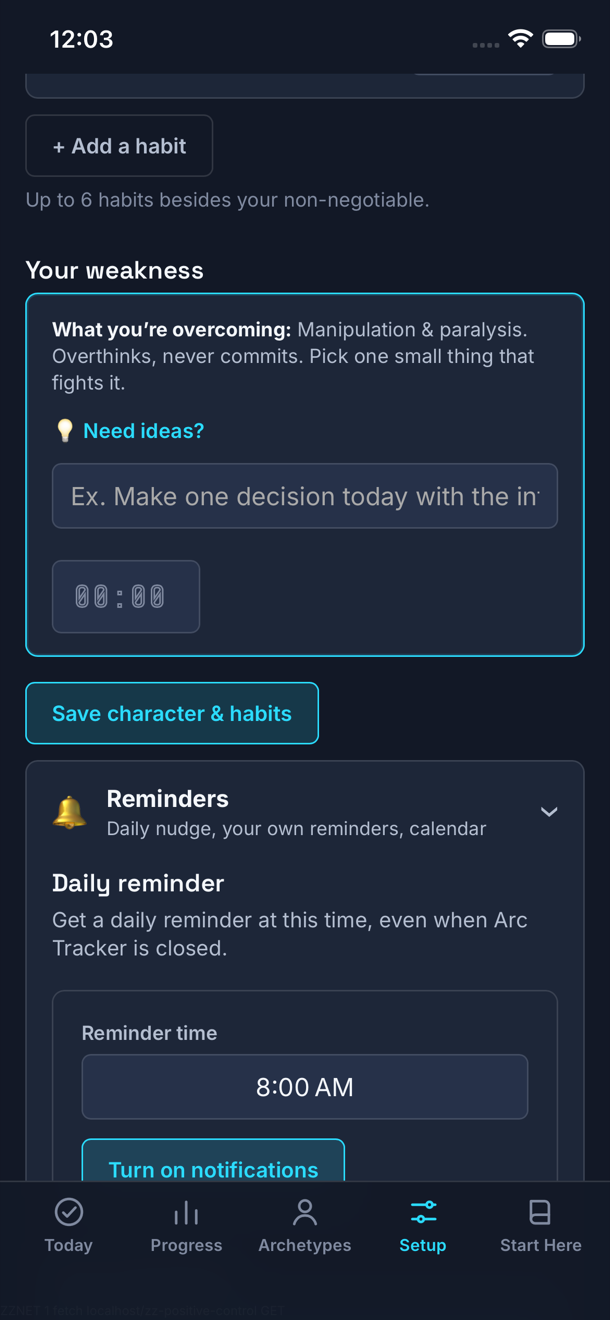 12:03
+ Add a habit
Up to 6 habits besides your non-negotiable.
Your weakness
What you’re overcoming: Manipulation & paralysis.
Overthinks, never commits. Pick one small thing that
fights it.
Need ideas?
Ex. Make one decision today with the in
00:00
Save character & habits
Reminders
Daily nudge, your own reminders, calendar
Daily reminder
Get a daily reminder at this time, even when Arc
Tracker is closed.
Reminder time
8:00 AM
Turn on notifications
Today
Progress
Archetypes
Setup
Start Here